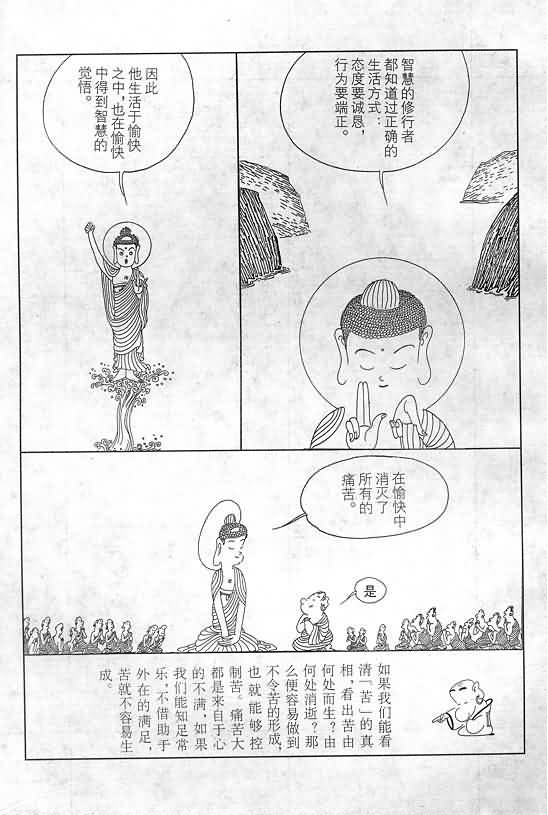 智慧的修行者
都知道过正确的
生活方式：
态度要诚恳，
行为要端正。
因此
他生活于愉快
之中，也在愉快
中得到智慧的
觉悟。
在愉快中
消灭了
所有的
痛苦。
是
如果我们能看
清「苦」的真
相，看出苦由
何处而生？由
何处消逝？那
么便容易做到
不令苦的形成，
也就能够控
制苦。痛苦大
都是来自于心
的不满，如果
我们能知足常
乐，不借助手
外在的满足，
苦就不容易生
成。